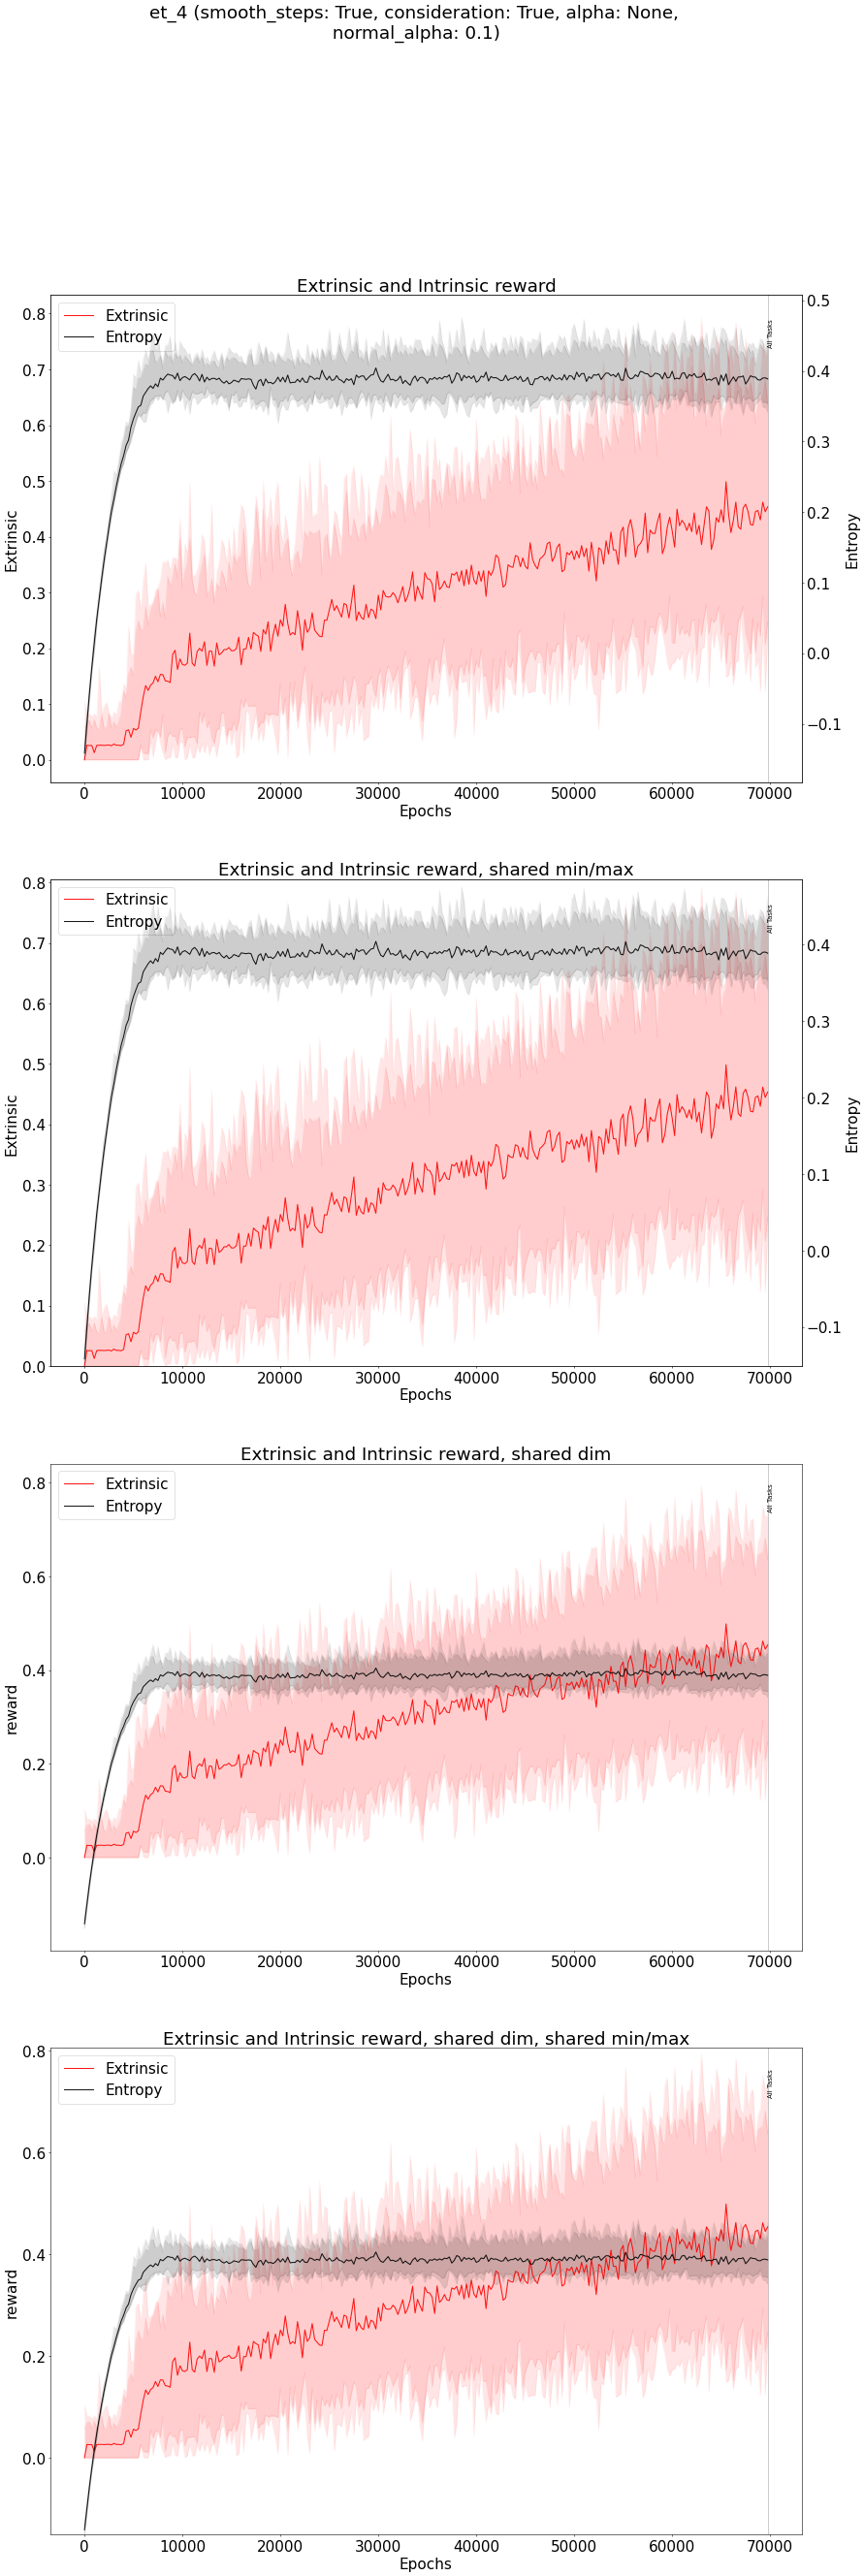 et_4 (smooth_steps: True, consideration: True, alpha: None,
normal_alpha: 0.1)
Extrinsic and Intrinsic reward
Extrinsic
Entropy
All Tasks
0.8
0.7
0.6
0.5
0.4
0.3
0.2
0.1
0.0
Extrinsic
0.5
0.4
0.3
0.2
0.1
0.0
−0.1
Entropy
0 10000 20000 30000 40000 50000 60000 70000
Epochs
Extrinsic and Intrinsic reward, shared min/max
Extrinsic
Entropy
All Tasks
0.8
0.7
0.6
0.5
0.4
0.3
0.2
0.1
0.0
Extrinsic
0.4
0.3
0.2
0.1
0.0
−0.1
Entropy
0 10000 20000 30000 40000 50000 60000 70000
Epochs
Extrinsic and Intrinsic reward, shared dim
Extrinsic
Entropy
All Tasks
0.8
0.6
0.4
0.2
0.0
reward
0 10000 20000 30000 40000 50000 60000 70000
Epochs
Extrinsic and Intrinsic reward, shared dim, shared min/max
Extrinsic
Entropy
All Tasks
0.8
0.6
0.4
0.2
0.0
reward
0 10000 20000 30000 40000 50000 60000 70000
Epochs